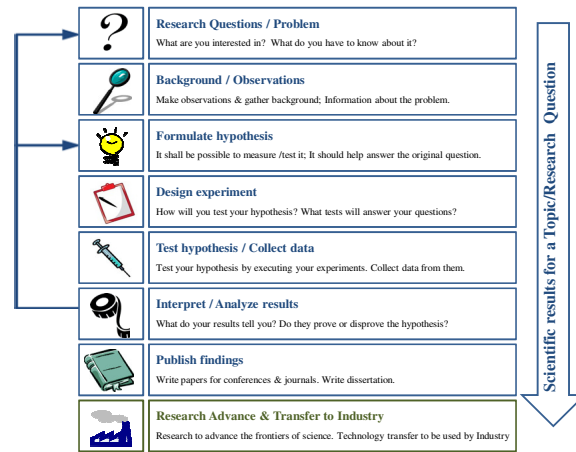 Research Questions / Problem
What are you interested in? What do you have to know about it?
Background / Observations
Make observations & gather background; Information about the problem.
Formulate hypothesis
It shall be possible to measure /test it; It should help answer the original question.
Design experiment
How will you test your hypothesis? What tests will answer your questions?
Test hypothesis / Collect data
Test your hypothesis by executing your experiments. Collect data from them.
Interpret / Analyze results
What do your results tell you? Do they prove or disprove the hypothesis?
Publish findings
Write papers for conferences & journals. Write dissertation.
Research Advance & Transfer to Industry
Research to advance the frontiers of science. Technology transfer to be used by Industry
Scientific results for a Topic/Research Question